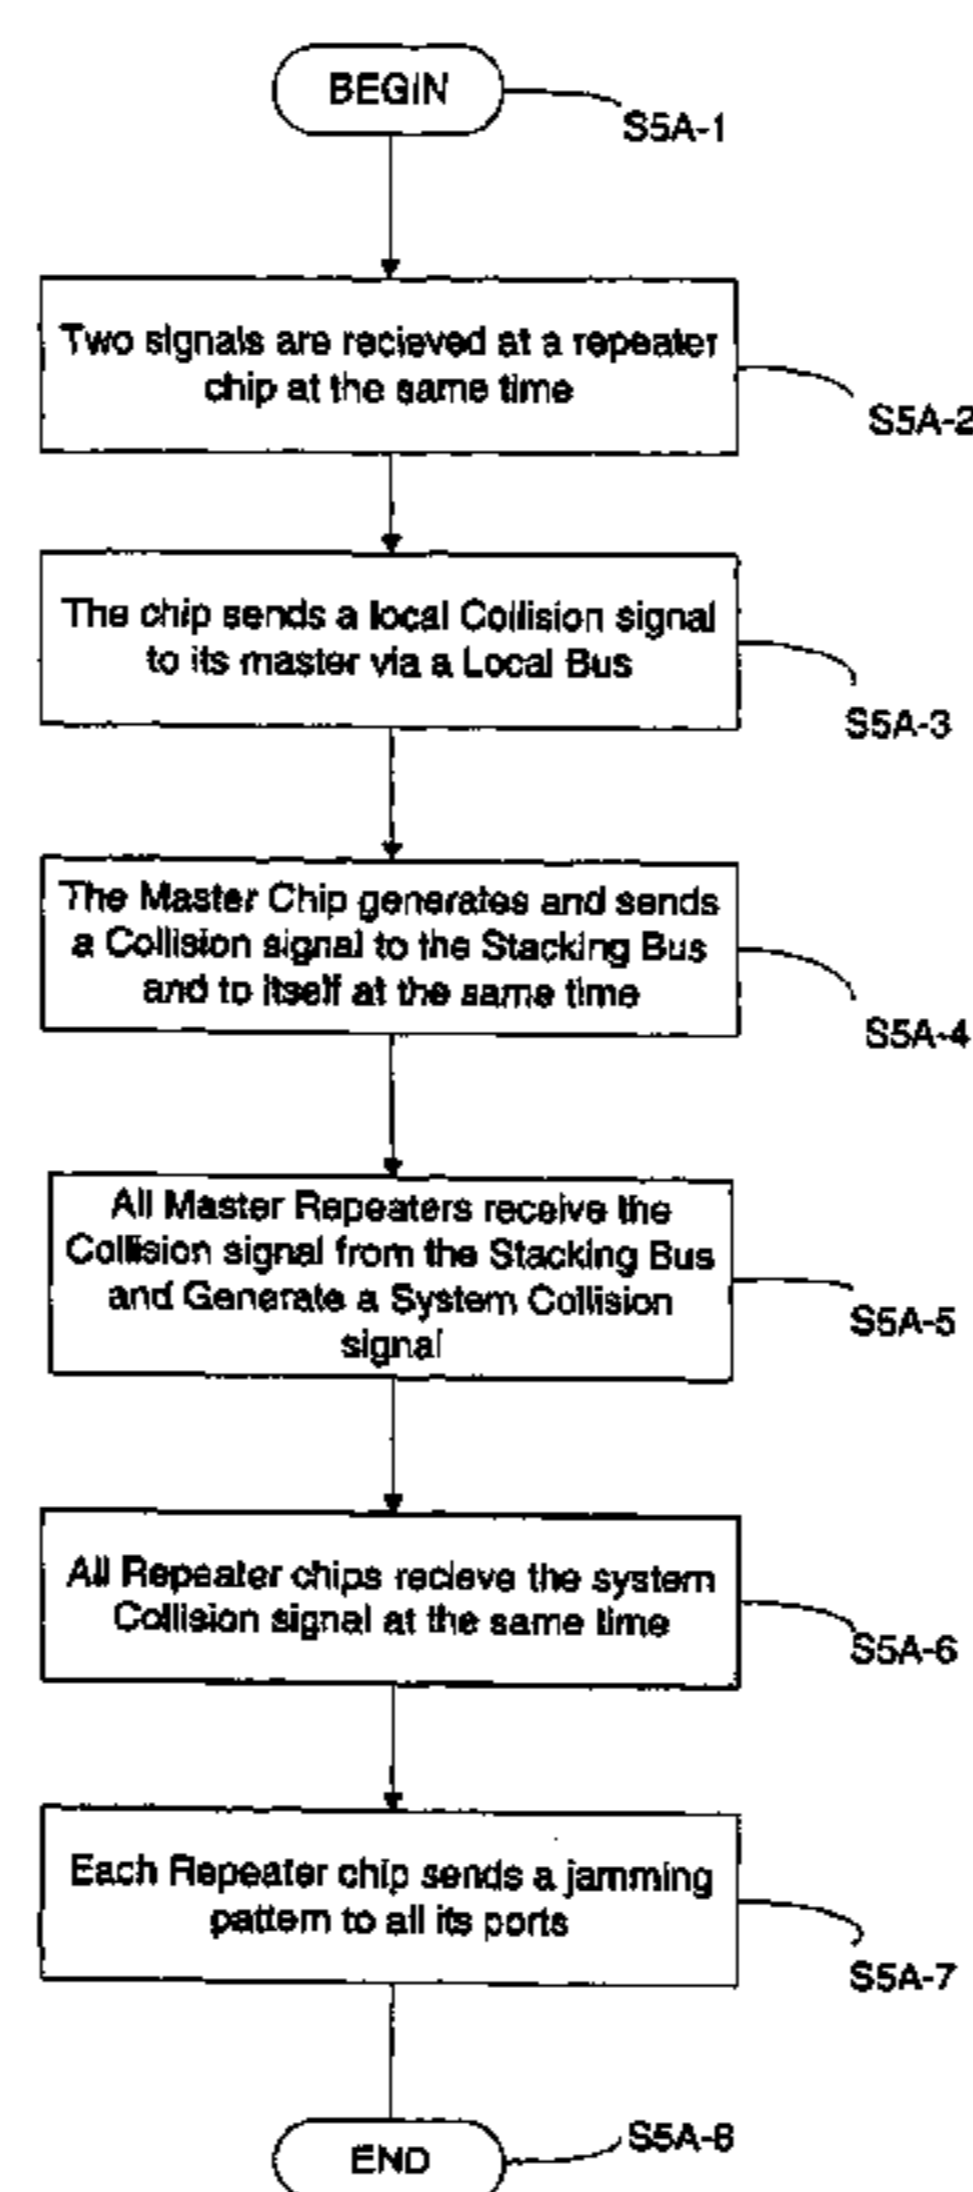 BEGIN
S5A-1
Two signals are recieved at a repeater
chip at the same time
S5A-2
The chip sends a local Collision signal
to its master via a Local Bus
S5A-3
The Master Chip generates and sends
a Collision signal to the Stacking Bus
and to itself at the same time
S5A-4
All Master Repeaters receive the
Collision signal from the Stacking Bus
and Generate a System Collision
signal
S5A-5
All Repeater chips recieve the system
Collision signal at the same time
S5A-6
Each Repeater chip sends a jamming
pattern to all its ports
S5A-7
END
S5A-8